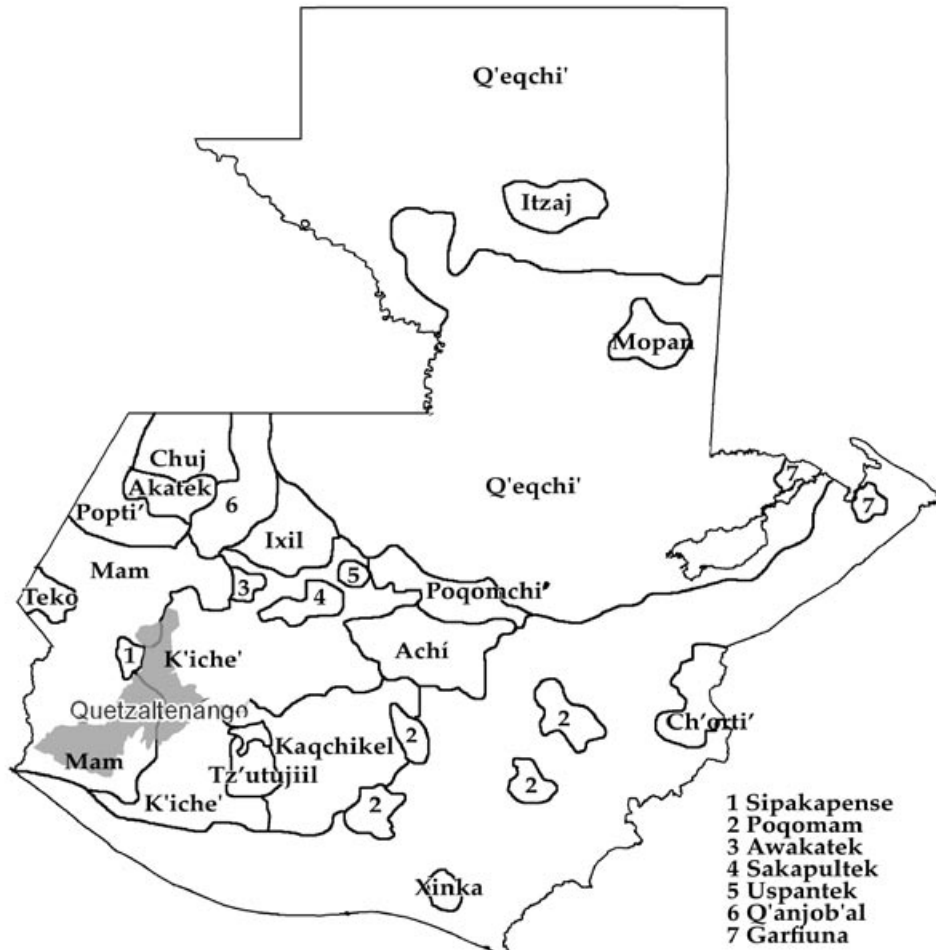 Q'eqchi'
Itzaj
Mopan
Chuj
Akatek
7
Q'eqchi'
6
Popti'
7
Ixil
Mam
5
Teko
3
Poqomchi'
4
1
K'iche'
Achí
Quetzaltenango
2
Ch'orti'
2
Kaqchikel
Mam
Tz'utujiil
K'iche'
2
2
1 Sipakapense
2 Poqomam
3 Awakatek
4 Sakapultek
Xinka
5 Uspantek
6 Q'anjob'al
7 Garfiuna